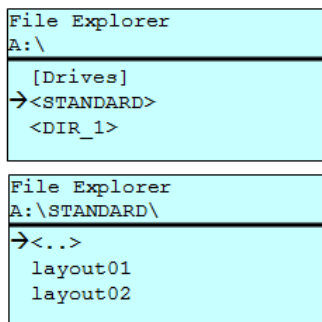 File Explorer
A:\
[Drives]
→<STANDARD>
<DIR_1>
File Explorer
A:\STANDARD\
→<..>
layout01
layout02